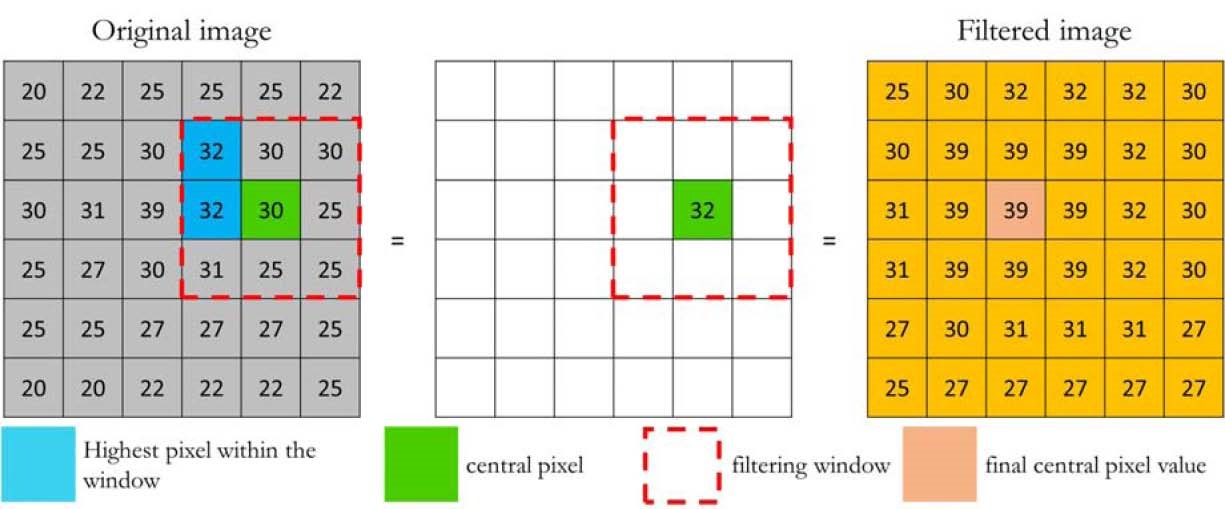 Original image
Filtered image
20 22 25 25 25 22
25 25 30 32 30 30
30 31 39 32 30 25
25 27 30 31 25 25
25 25 27 27 27 25
20 20 22 22 22 25
=
32
=
25 30 32 32 32 30
30 39 39 39 32 30
31 39 39 39 32 30
31 39 39 39 32 30
27 30 31 31 31 27
25 27 27 27 27 27
Highest pixel within the
window
central pixel
filtering window
final central pixel value